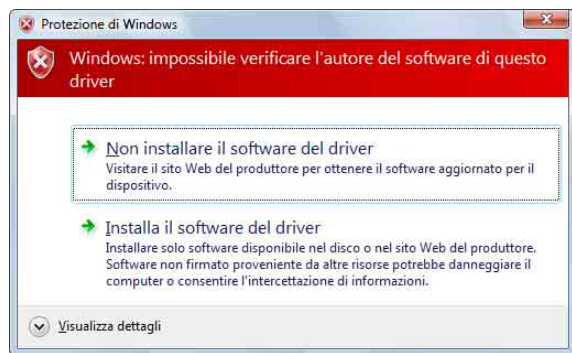 Protezione di Windows
Windows: impossibile verificare l'autore del software di questo
driver
Non installare il software del driver
Visitare il sito Web del produttore per ottenere il software aggiornato per il
dispositivo.
Installa il software del driver
Installare solo software disponibile nel disco o nel sito Web del produttore.
Software non firmato proveniente da altre risorse potrebbe danneggiare il
computer o consentire l'intercettazione di informazioni.
Visualizza dettagli